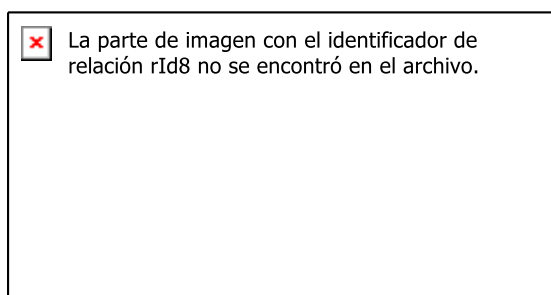 La parte de imagen con el identificador de
relación rId8 no se encontró en el archivo.